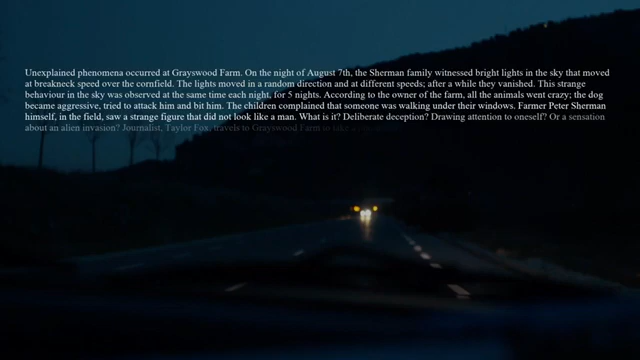 Unexplained phenomena occurred at Grayswood Farm. On the night of August 7th, the Sherman family witnessed bright lights in the sky that moved
at breakneck speed over the cornfield. The lights moved in a random direction and at different speeds; after a while they vanished. This strange
behaviour in the sky was observed at the same time each night, for 5 nights. According to the owner of the farm, all the animals went crazy; the dog
became aggressive, tried to attack him and bit him. The children complained that someone was walking under their windows. Farmer Peter Sherman
himself, in the field, saw a strange figure that did not look like a man. What is it? Deliberate deception? Drawing attention to oneself? Or a sensation
about an alien invasion? Journalist, Taylor Fox, travels to Grayswood Farm to take a